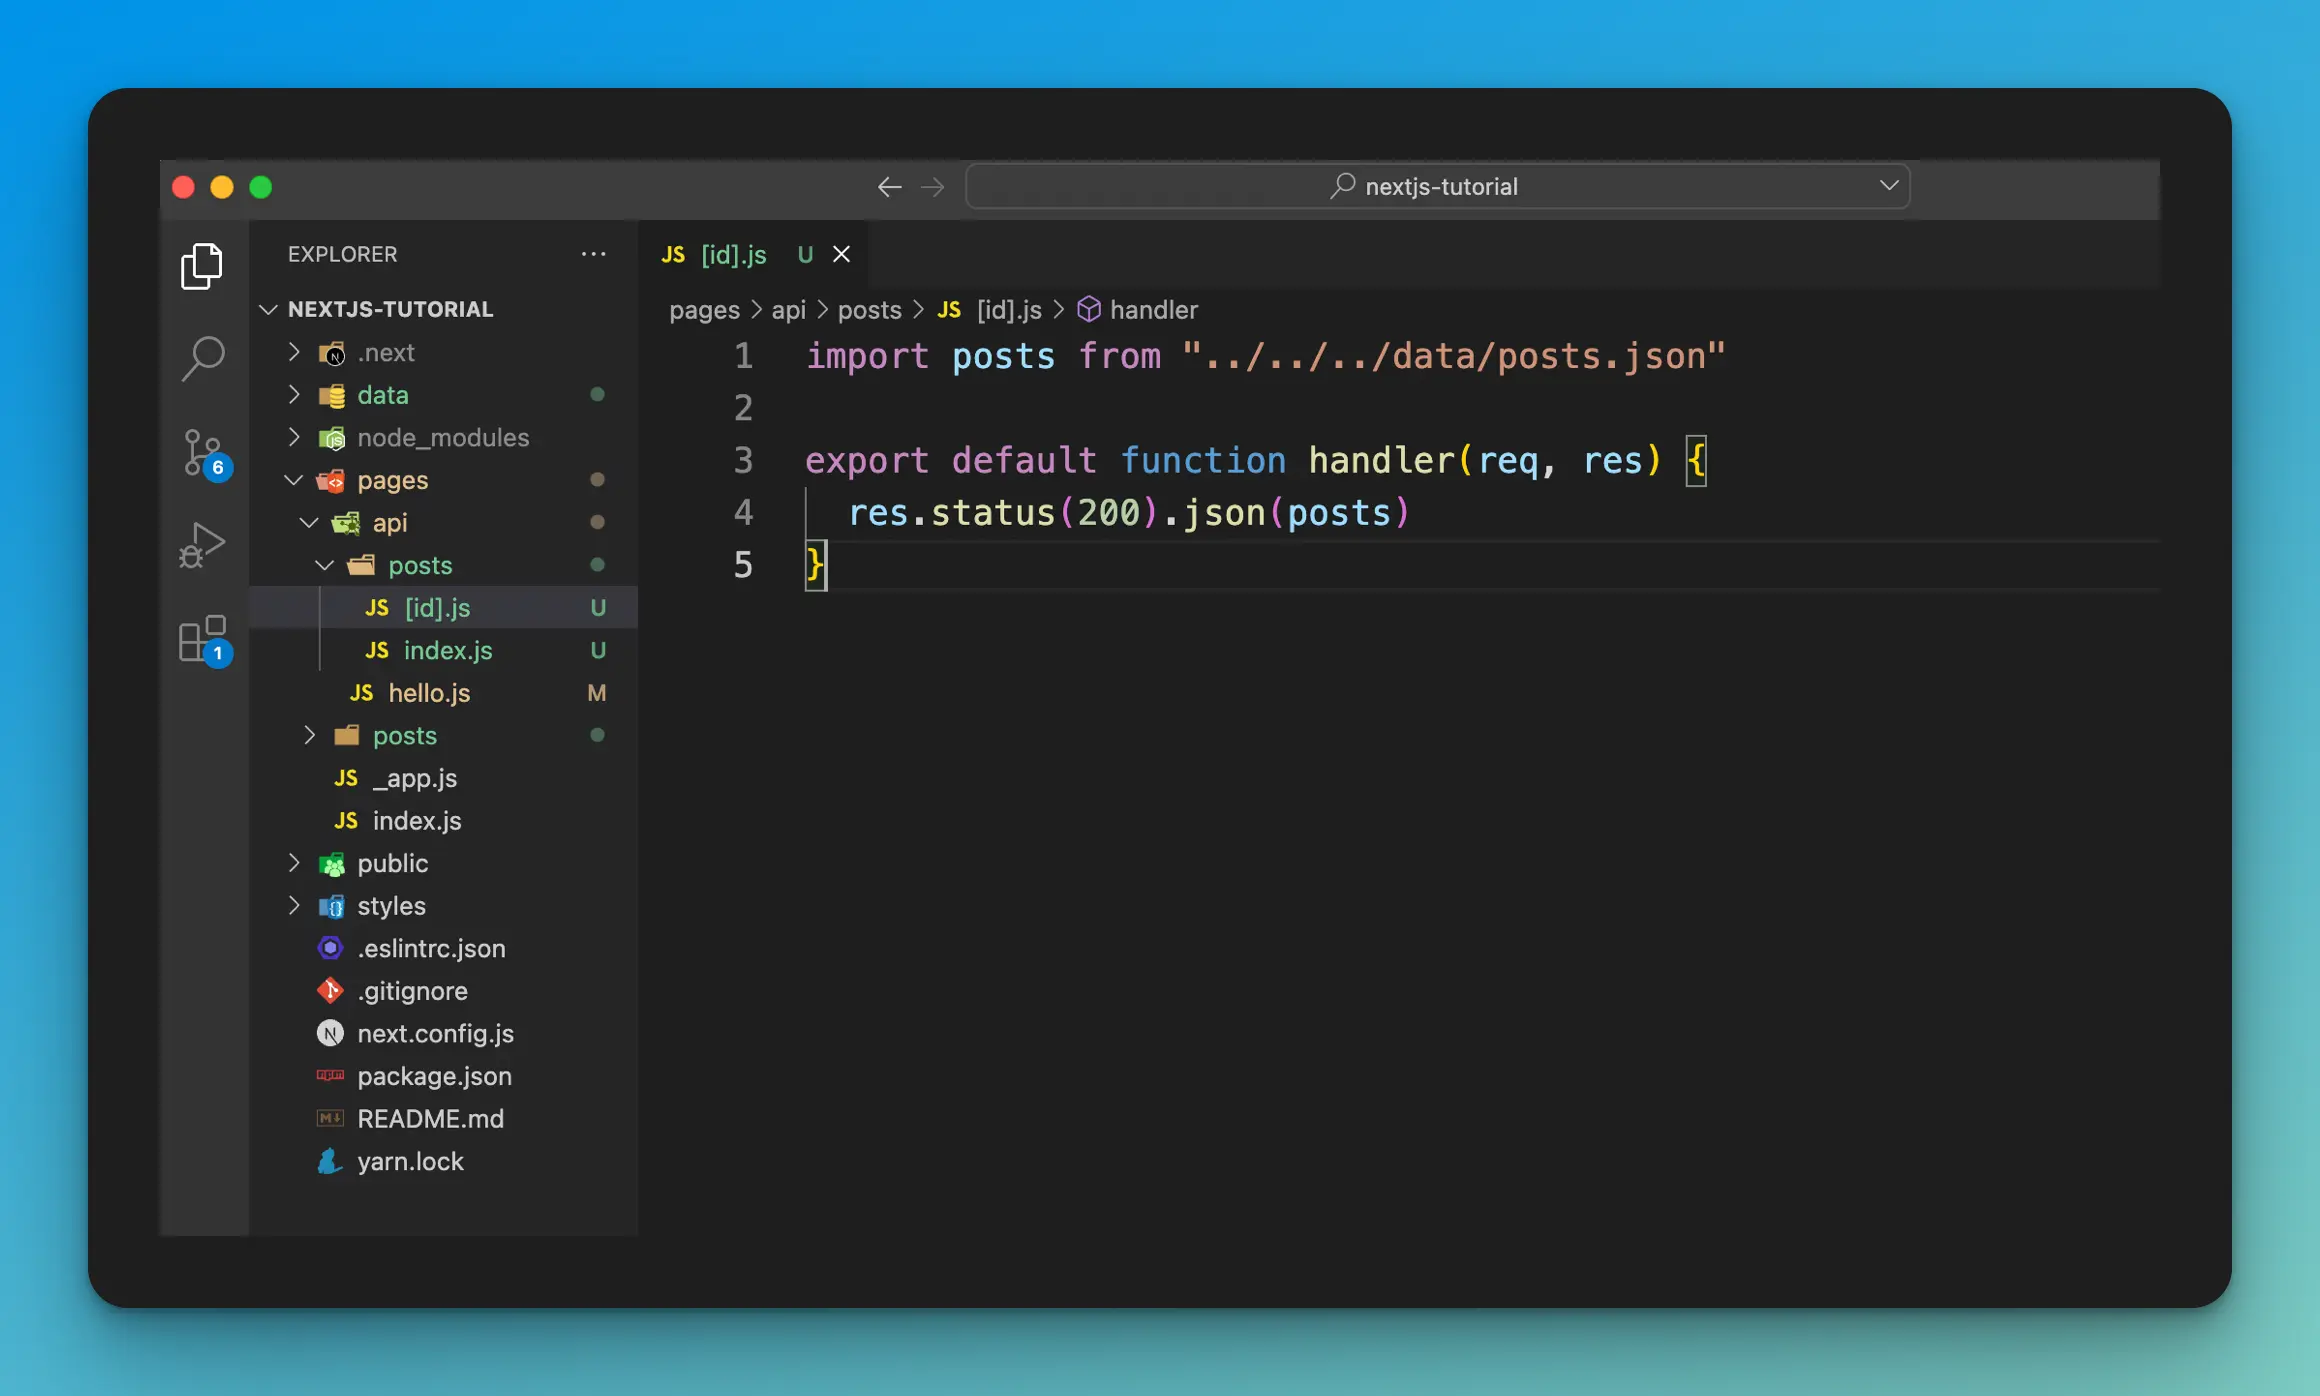 nextjs-tutorial
EXPLORER
NEXTJS-TUTORIAL
.next
data
node_modules
pages
api
posts
JS [id].js U
JS index.js U
JS hello.js M
posts
JS _app.js
JS index.js
public
styles
.eslintrc.json
.gitignore
N next.config.js
npm package.json
M↓ README.md
yarn.lock
6
1
JS [id].js U
pages > api > posts > JS [id].js > handler
1 import posts from "../../../data/posts.json"
2
3 export default function handler(req, res) {
4 res.status(200).json(posts)
5 }